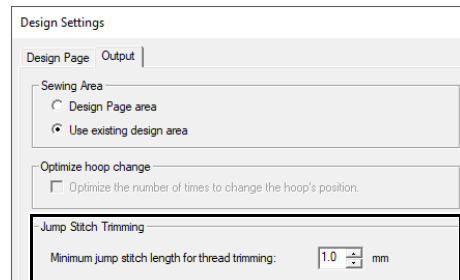 Design Settings
Design Page Output
Sewing Area
Design Page area
Use existing design area
Optimize hoop change
Optimize the number of times to change the hoop's position.
Jump Stitch Trimming
Minimum jump stitch length for thread trimming: 1.0 mm